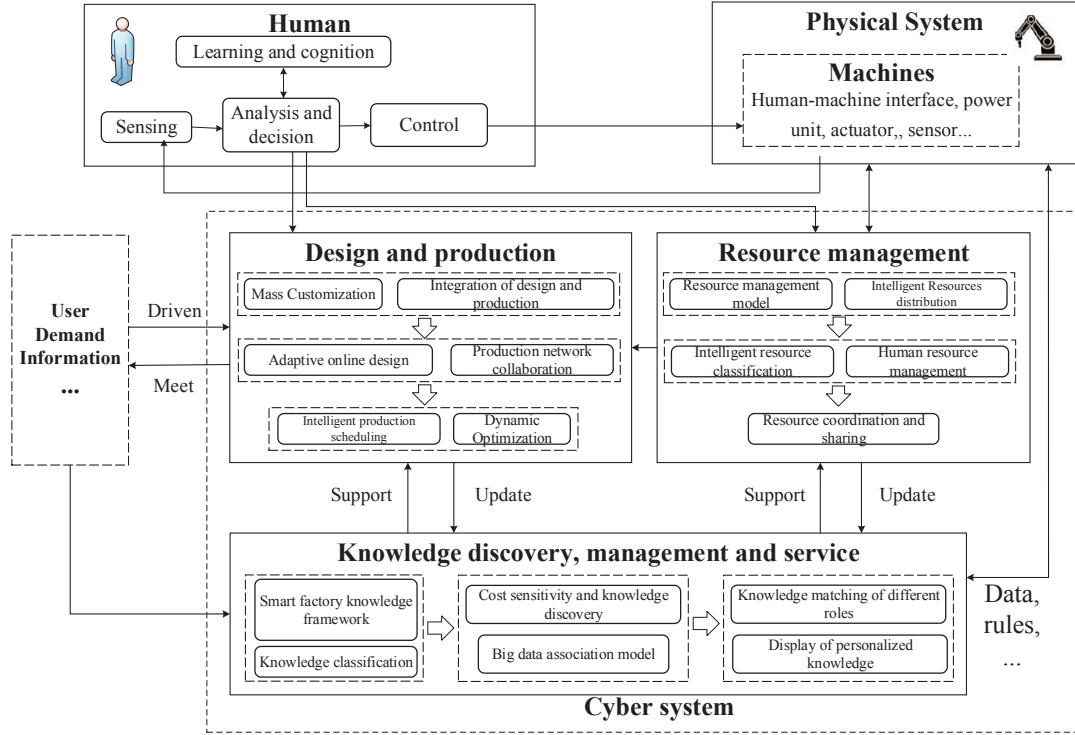 Human
Learning and cognition
Sensing
Analysis and
decision
Control
Physical System
Machines
Human-machine interface, power
unit, actuator,, sensor...
User
Demand
Information
...
Driven
Meet
Design and production
Mass Customization
Integration of design and
production
Adaptive online design
Production network
collaboration
Intelligent production
scheduling
Dynamic
Optimization
Resource management
Resource management
model
Intelligent Resources
distribution
Intelligent resource
classification
Human resource
management
Resource coordination and
sharing
Support
Update
Support
Update
Knowledge discovery, management and service
Smart factory knowledge
framework
Knowledge classification
Cost sensitivity and knowledge
discovery
Big data association model
Knowledge matching of different
roles
Display of personalized
knowledge
Data,
rules,
...
Cyber system